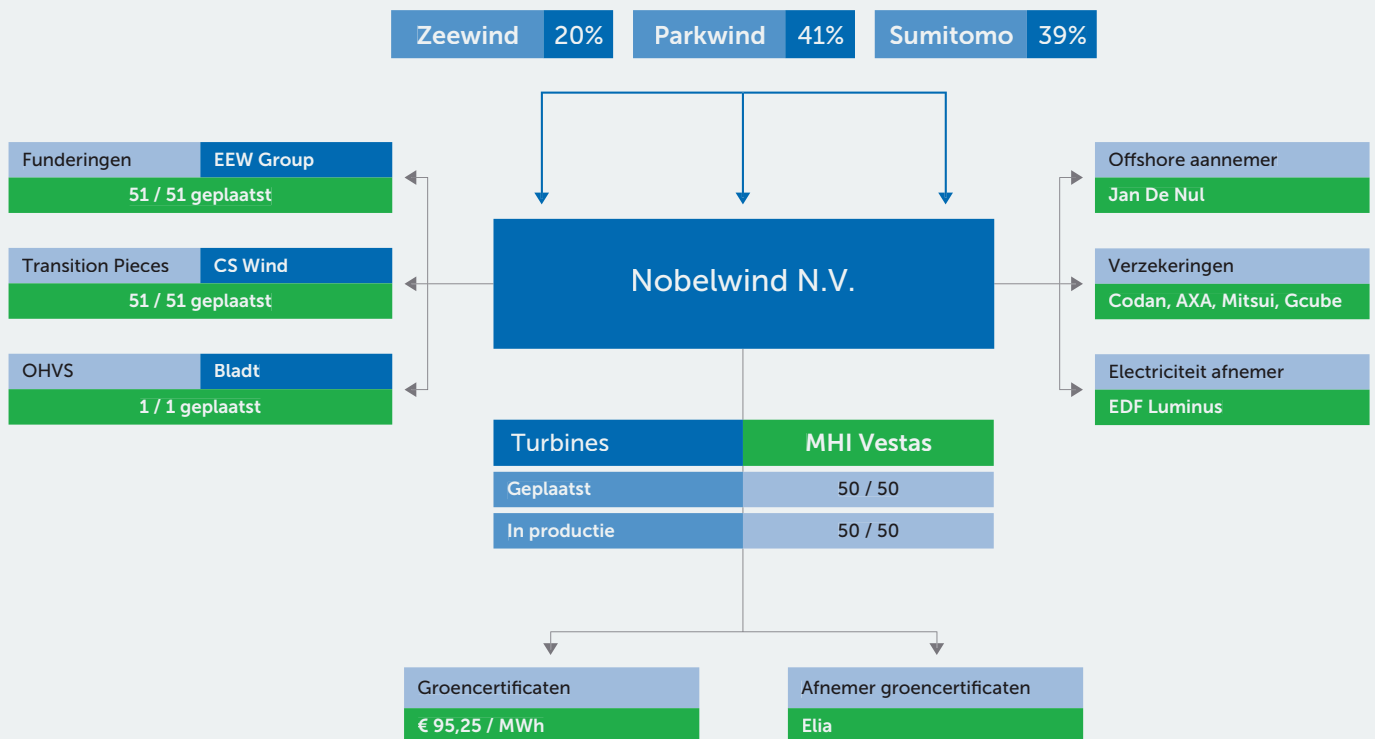 Zeewind 20% Parkwind 41% Sumitomo 39%
Funderingen EEW Group
51 / 51 geplaatst
Transition Pieces CS Wind
51 / 51 geplaatst
OHVS Bladt
1 / 1 geplaatst
Nobelwind N.V.
Offshore aannemer
Jan De Nul
Verzekeringen
Codan, AXA, Mitsui, Gcube
Electriciteit afnemer
EDF Luminus
Turbines MHI Vestas
Geplaatst 50 / 50
In productie 50 / 50
Groencertificaten
€ 95,25 / MWh
Afnemer groencertificaten
Elia